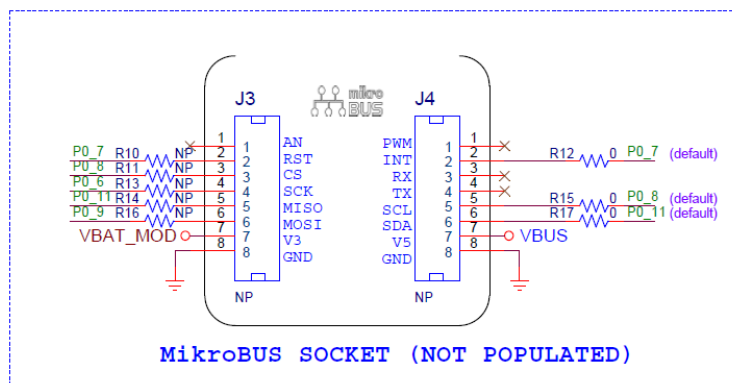 mikro
BUS
J3
J4
1 1 AN
P0_7 R10 NP 2 2 RST
P0_8 R11 NP 3 3 CS
P0_6 R13 NP 4 4 SCK
P0_11 R14 NP 5 5 MISO
P0_9 R16 NP 6 6 MOSI
VBAT_MOD 7 7 V3
8 8 GND
NP
PWM 1 1
INT 2 2 R12 0 P0_7 (default)
RX 3 3
TX 4 4
SCL 5 5 R15 0 P0_8 (default)
SDA 6 6 R17 0 P0_11 (default)
V5 7 7 VBUS
GND 8 8
NP
MikroBUS SOCKET (NOT POPULATED)